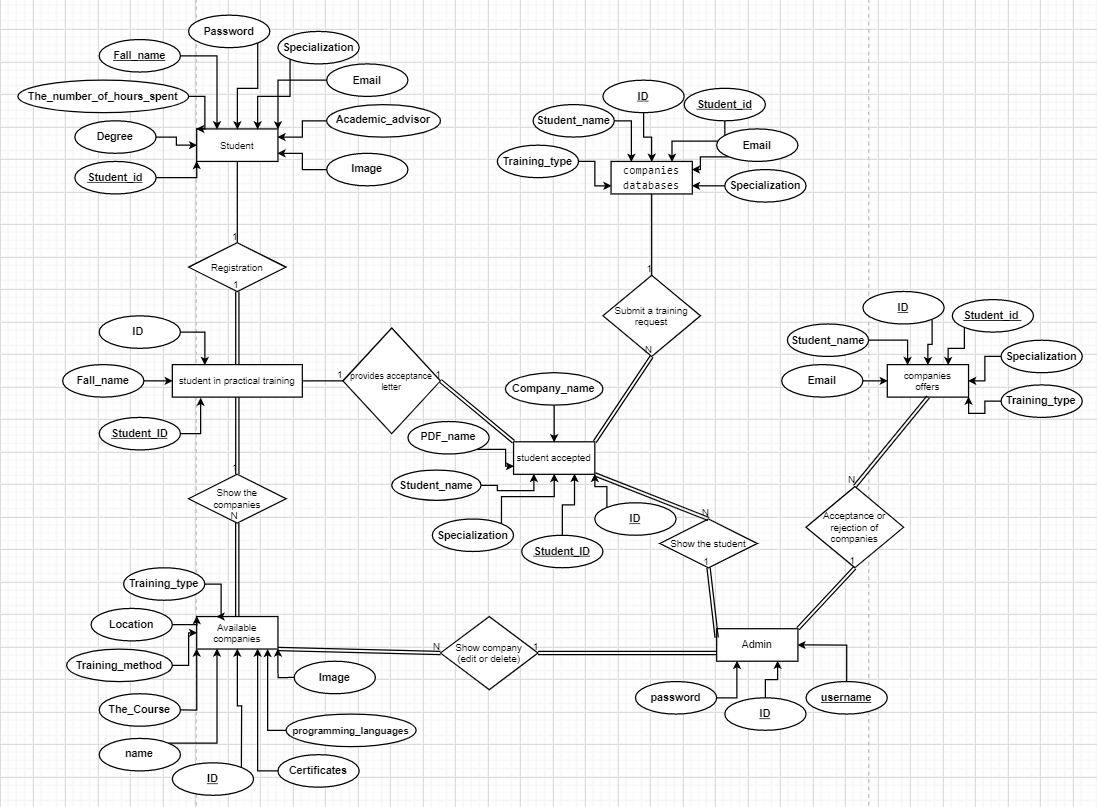 Password
Fall_name
Specialization
Email
The_number_of_hours_spent
Academic_advisor
Degree
Student
Image
Student_id
1
Registration
1
ID
Student_id
Student_name
Email
Training_type
companies
databases
Specialization
1
Submit a training
request
N
ID
Fall_name
student in practical training
Student_ID
1
provides acceptance
letter
1
Company_name
PDF_name
student accepted
Student_name
Specialization
ID
Student_ID
ID
Student_id
Student_name
Specialization
Email
companies
offers
Training_type
N
Acceptance or
rejection of
companies
1
1
Show the
companies
N
N
Show the student
1
Training_type
Location
Available
companies
Training_method
The_Course
name
ID
Image
programming_languages
Certificates
N
Show company
(edit or delete)
1
Admin
password
ID
username